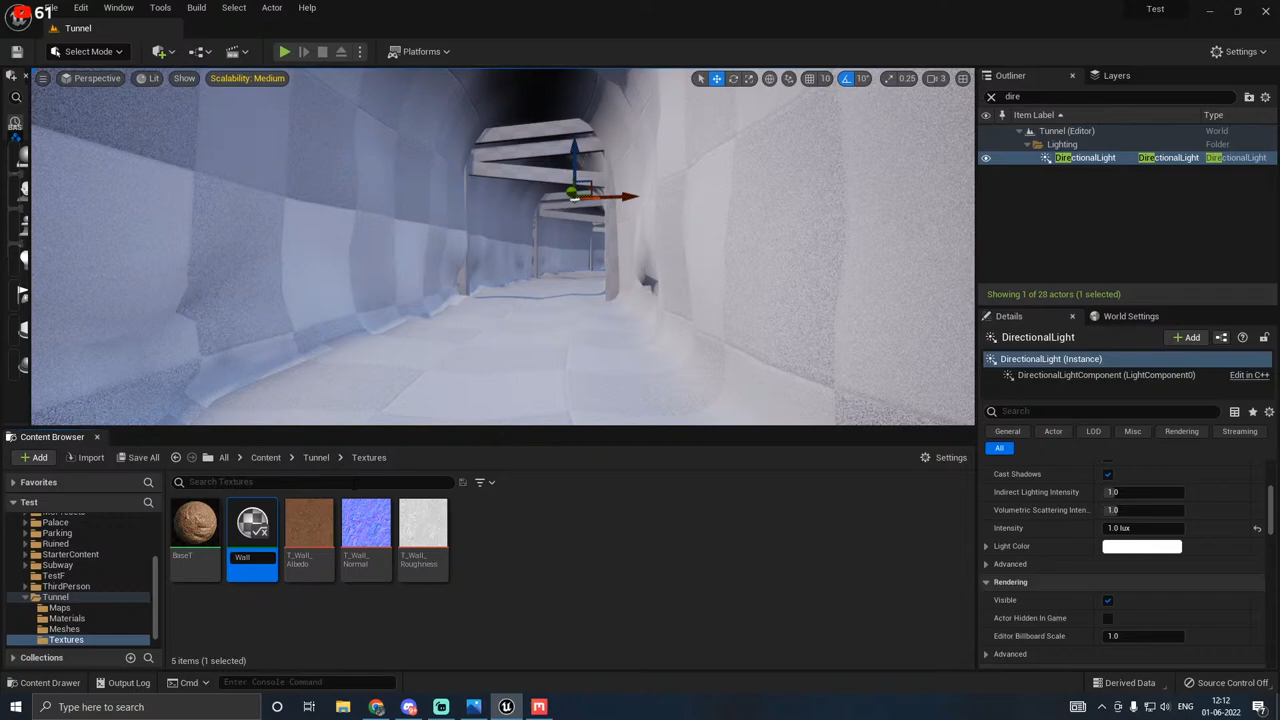 61 File Edit Window Tools Build Select Actor Help Test
Tunnel
Select Mode Platforms Settings
Perspective Lit Show Scalability: Medium 10 10° 0.25 3
Outliner Layers
dire
Item Label Type
Tunnel (Editor) World
Lighting Folder
DirectionalLight DirectionalLight DirectionalLight
Showing 1 of 28 actors (1 selected)
Details World Settings
DirectionalLight Add
DirectionalLight (Instance)
DirectionalLightComponent (LightComponent0) Edit in C++
Search
General Actor LOD Misc Rendering Streaming
All
Cast Shadows
Indirect Lighting Intensity 1.0
Volumetric Scattering Inten... 1.0
Intensity 1.0 lux
Light Color
Advanced
Rendering
Visible
Actor Hidden In Game
Editor Billboard Scale 1.0
Advanced
Content Browser
Add Import Save All All Content Tunnel Textures Settings
Favorites
Search Textures
Test
Palace
Parking
Ruined
StarterContent
Subway
TestF
ThirdPerson
Tunnel
Maps
Materials
Meshes
Textures
Collections
BaseT
Wall
T_Wall_
Albedo
T_Wall_
Normal
T_Wall_
Roughness
5 items (1 selected)
Content Drawer Output Log Cmd Enter Console Command Derived Data Source Control Off
Type here to search
ENG
12:12
01-06-2022